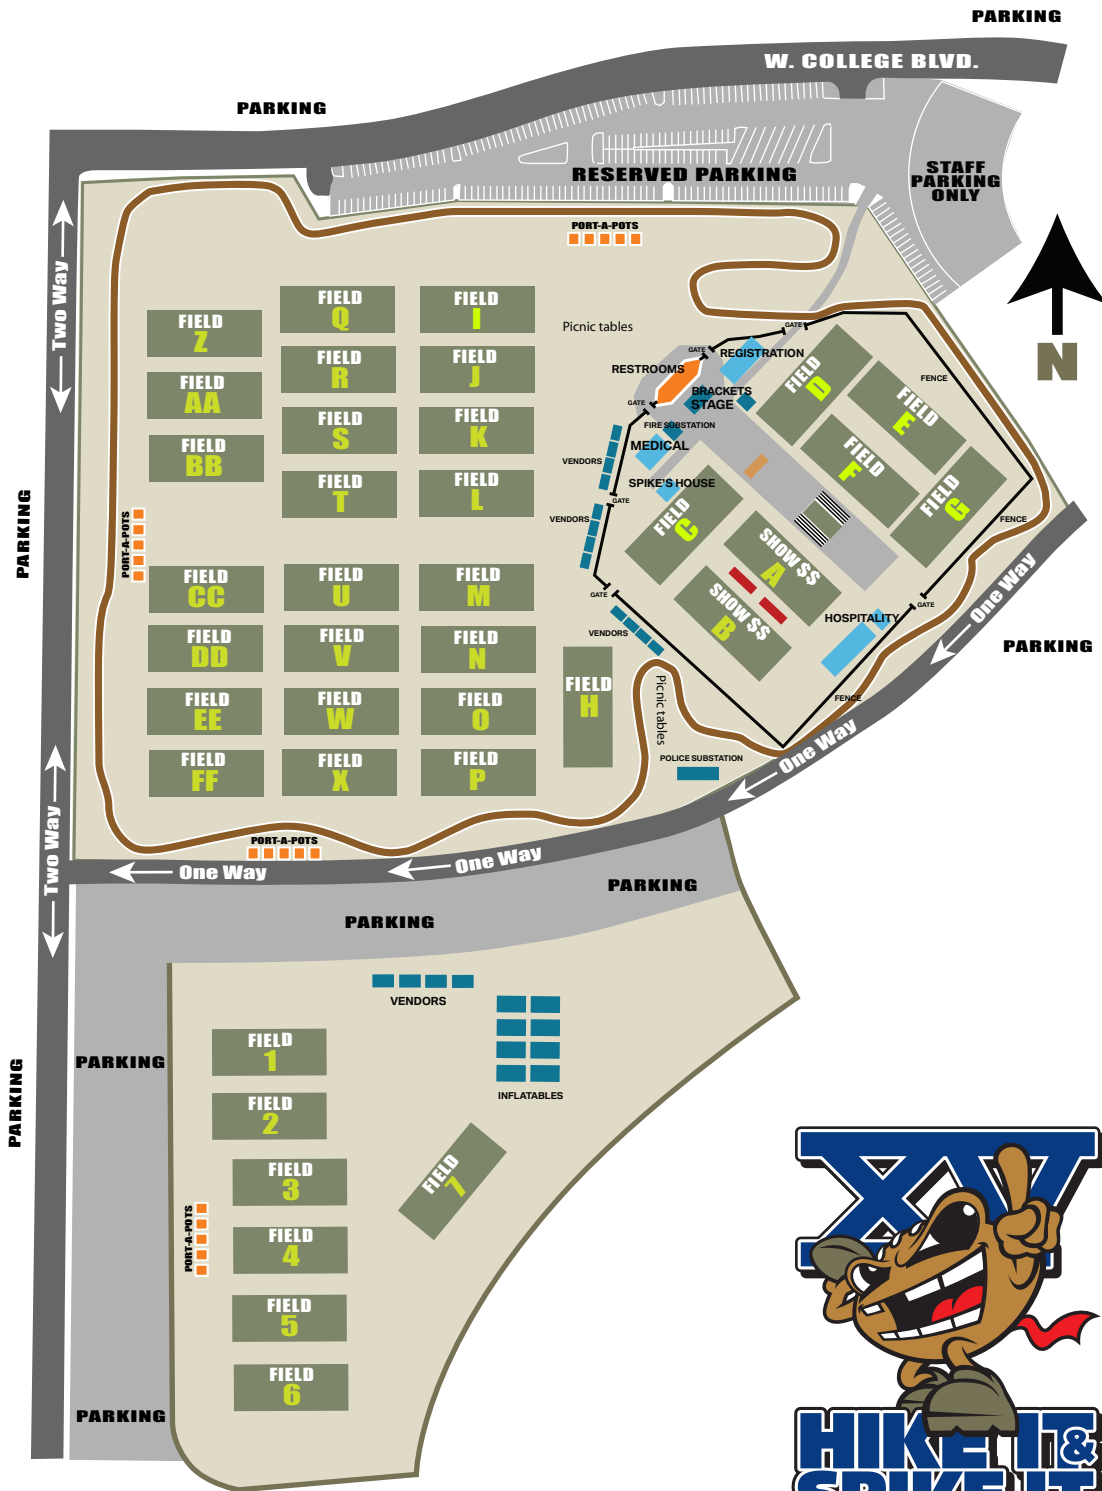 PARKING
W. COLLEGE BLVD.
PARKING
RESERVED PARKING
STAFF
PARKING
ONLY
PORT-A-POTS
Two Way
N
FIELD
Z
FIELD
Q
FIELD
I
Picnic tables
GATE
GATE
REGISTRATION
RESTROOMS
BRACKETS
STAGE
GATE
FIRE SUBSTATION
MEDICAL
SPIKE'S HOUSE
VENDORS
GATE
VENDORS
GATE
VENDORS
FIELD
D
FIELD
E
FENCE
FIELD
F
FIELD
G
FENCE
FIELD
C
SHOW $$
A
SHOW $$
B
HOSPITALITY
GATE
FENCE
FIELD
AA
FIELD
R
FIELD
J
FIELD
BB
FIELD
S
FIELD
K
FIELD
T
FIELD
L
PARKING
PORT-A-POTS
FIELD
CC
FIELD
U
FIELD
M
FIELD
DD
FIELD
V
FIELD
N
FIELD
EE
FIELD
W
FIELD
O
FIELD
FF
FIELD
X
FIELD
P
FIELD
H
Picnic tables
POLICE SUBSTATION
One Way
PARKING
One Way
Two Way
PORT-A-POTS
One Way
One Way
PARKING
PARKING
VENDORS
INFLATABLES
PARKING
PARKING
FIELD
1
FIELD
2
FIELD
3
FIELD
4
FIELD
5
FIELD
6
FIELD
7
PORT-A-POTS
PARKING
XV
HIKE IT &
SPIKE IT